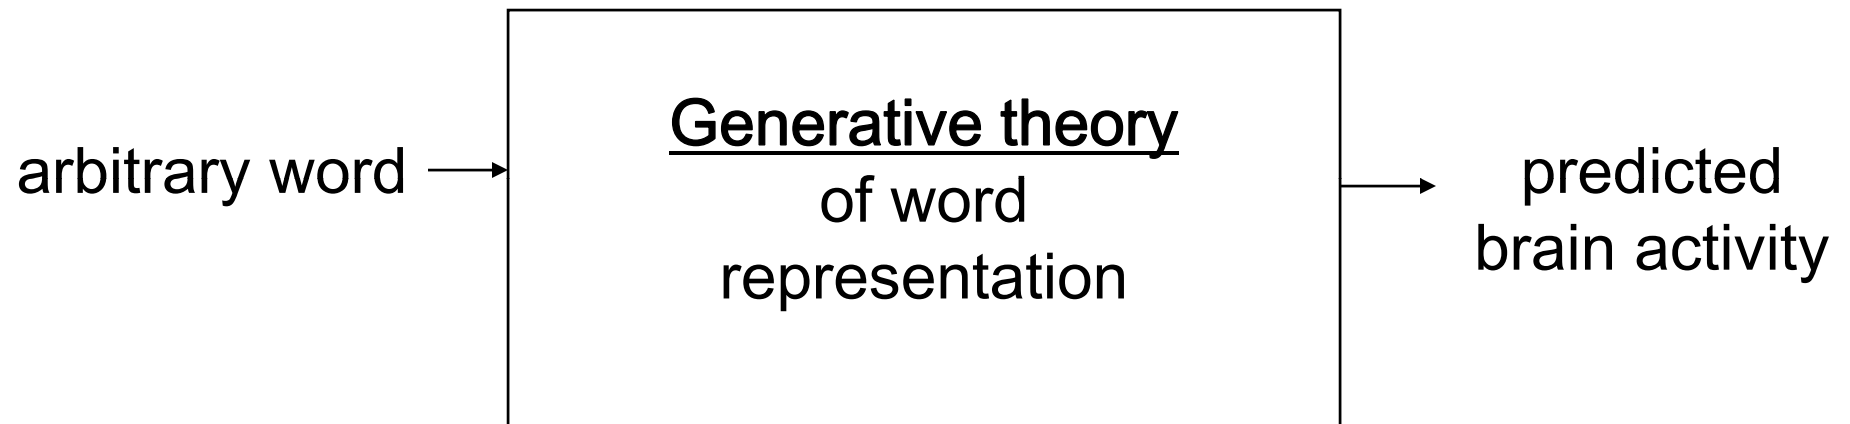 arbitrary word
Generative theory
of word
representation
predicted
brain activity